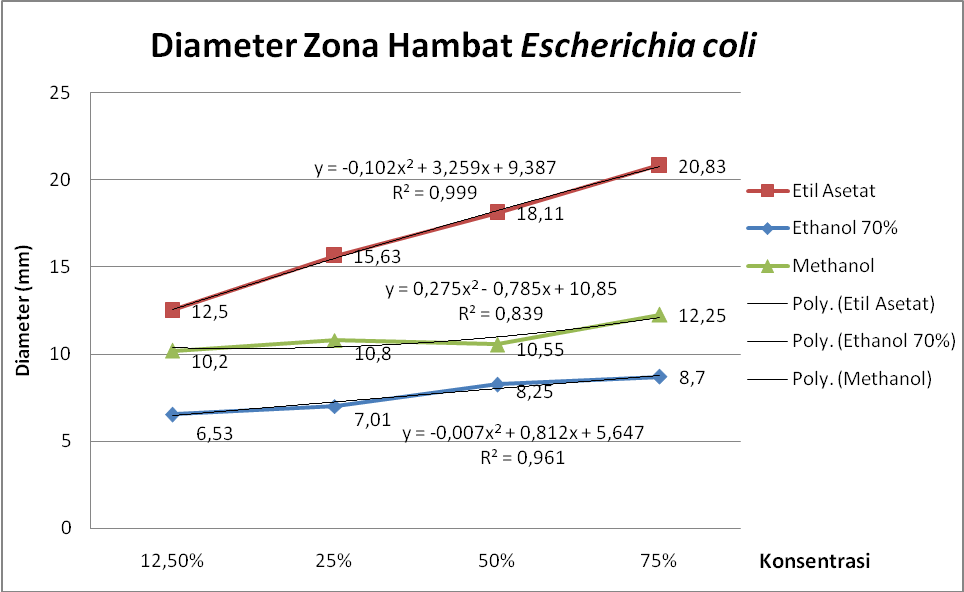 Diameter Zona Hambat Escherichia coli
25
20
15
10
5
0
Diameter (mm)
y = -0,102x² + 3,259x + 9,387
R² = 0,999
12,5
15,63
18,11
20,83
y = 0,275x² - 0,785x + 10,85
R² = 0,839
10,2
10,8
10,55
12,25
6,53
7,01
8,25
8,7
y = -0,007x² + 0,812x + 5,647
R² = 0,961
12,50%
25%
50%
75%
Konsentrasi
Etil Asetat
Ethanol 70%
Methanol
Poly. (Etil Asetat)
Poly. (Ethanol 70%)
Poly. (Methanol)